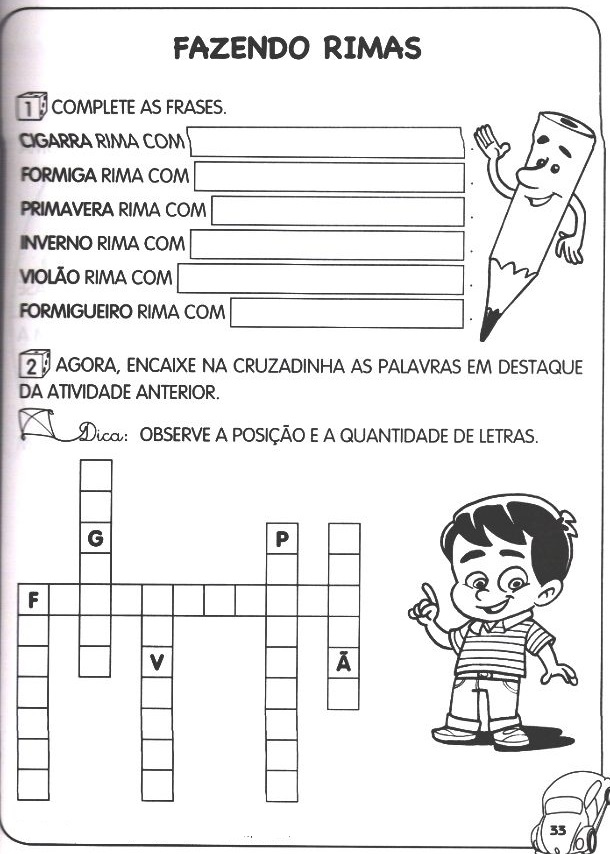 FAZENDO RIMAS
1 COMPLETE AS FRASES.
CIGARRA RIMA COM .
FORMIGA RIMA COM .
PRIMAVERA RIMA COM .
INVERNO RIMA COM .
VIOLÃO RIMA COM .
FORMIGUEIRO RIMA COM .
2 AGORA, ENCAIXE NA CRUZADINHA AS PALAVRAS EM DESTAQUE
DA ATIVIDADE ANTERIOR.
Dica: OBSERVE A POSIÇÃO E A QUANTIDADE DE LETRAS.
G P
F
V Ã
33